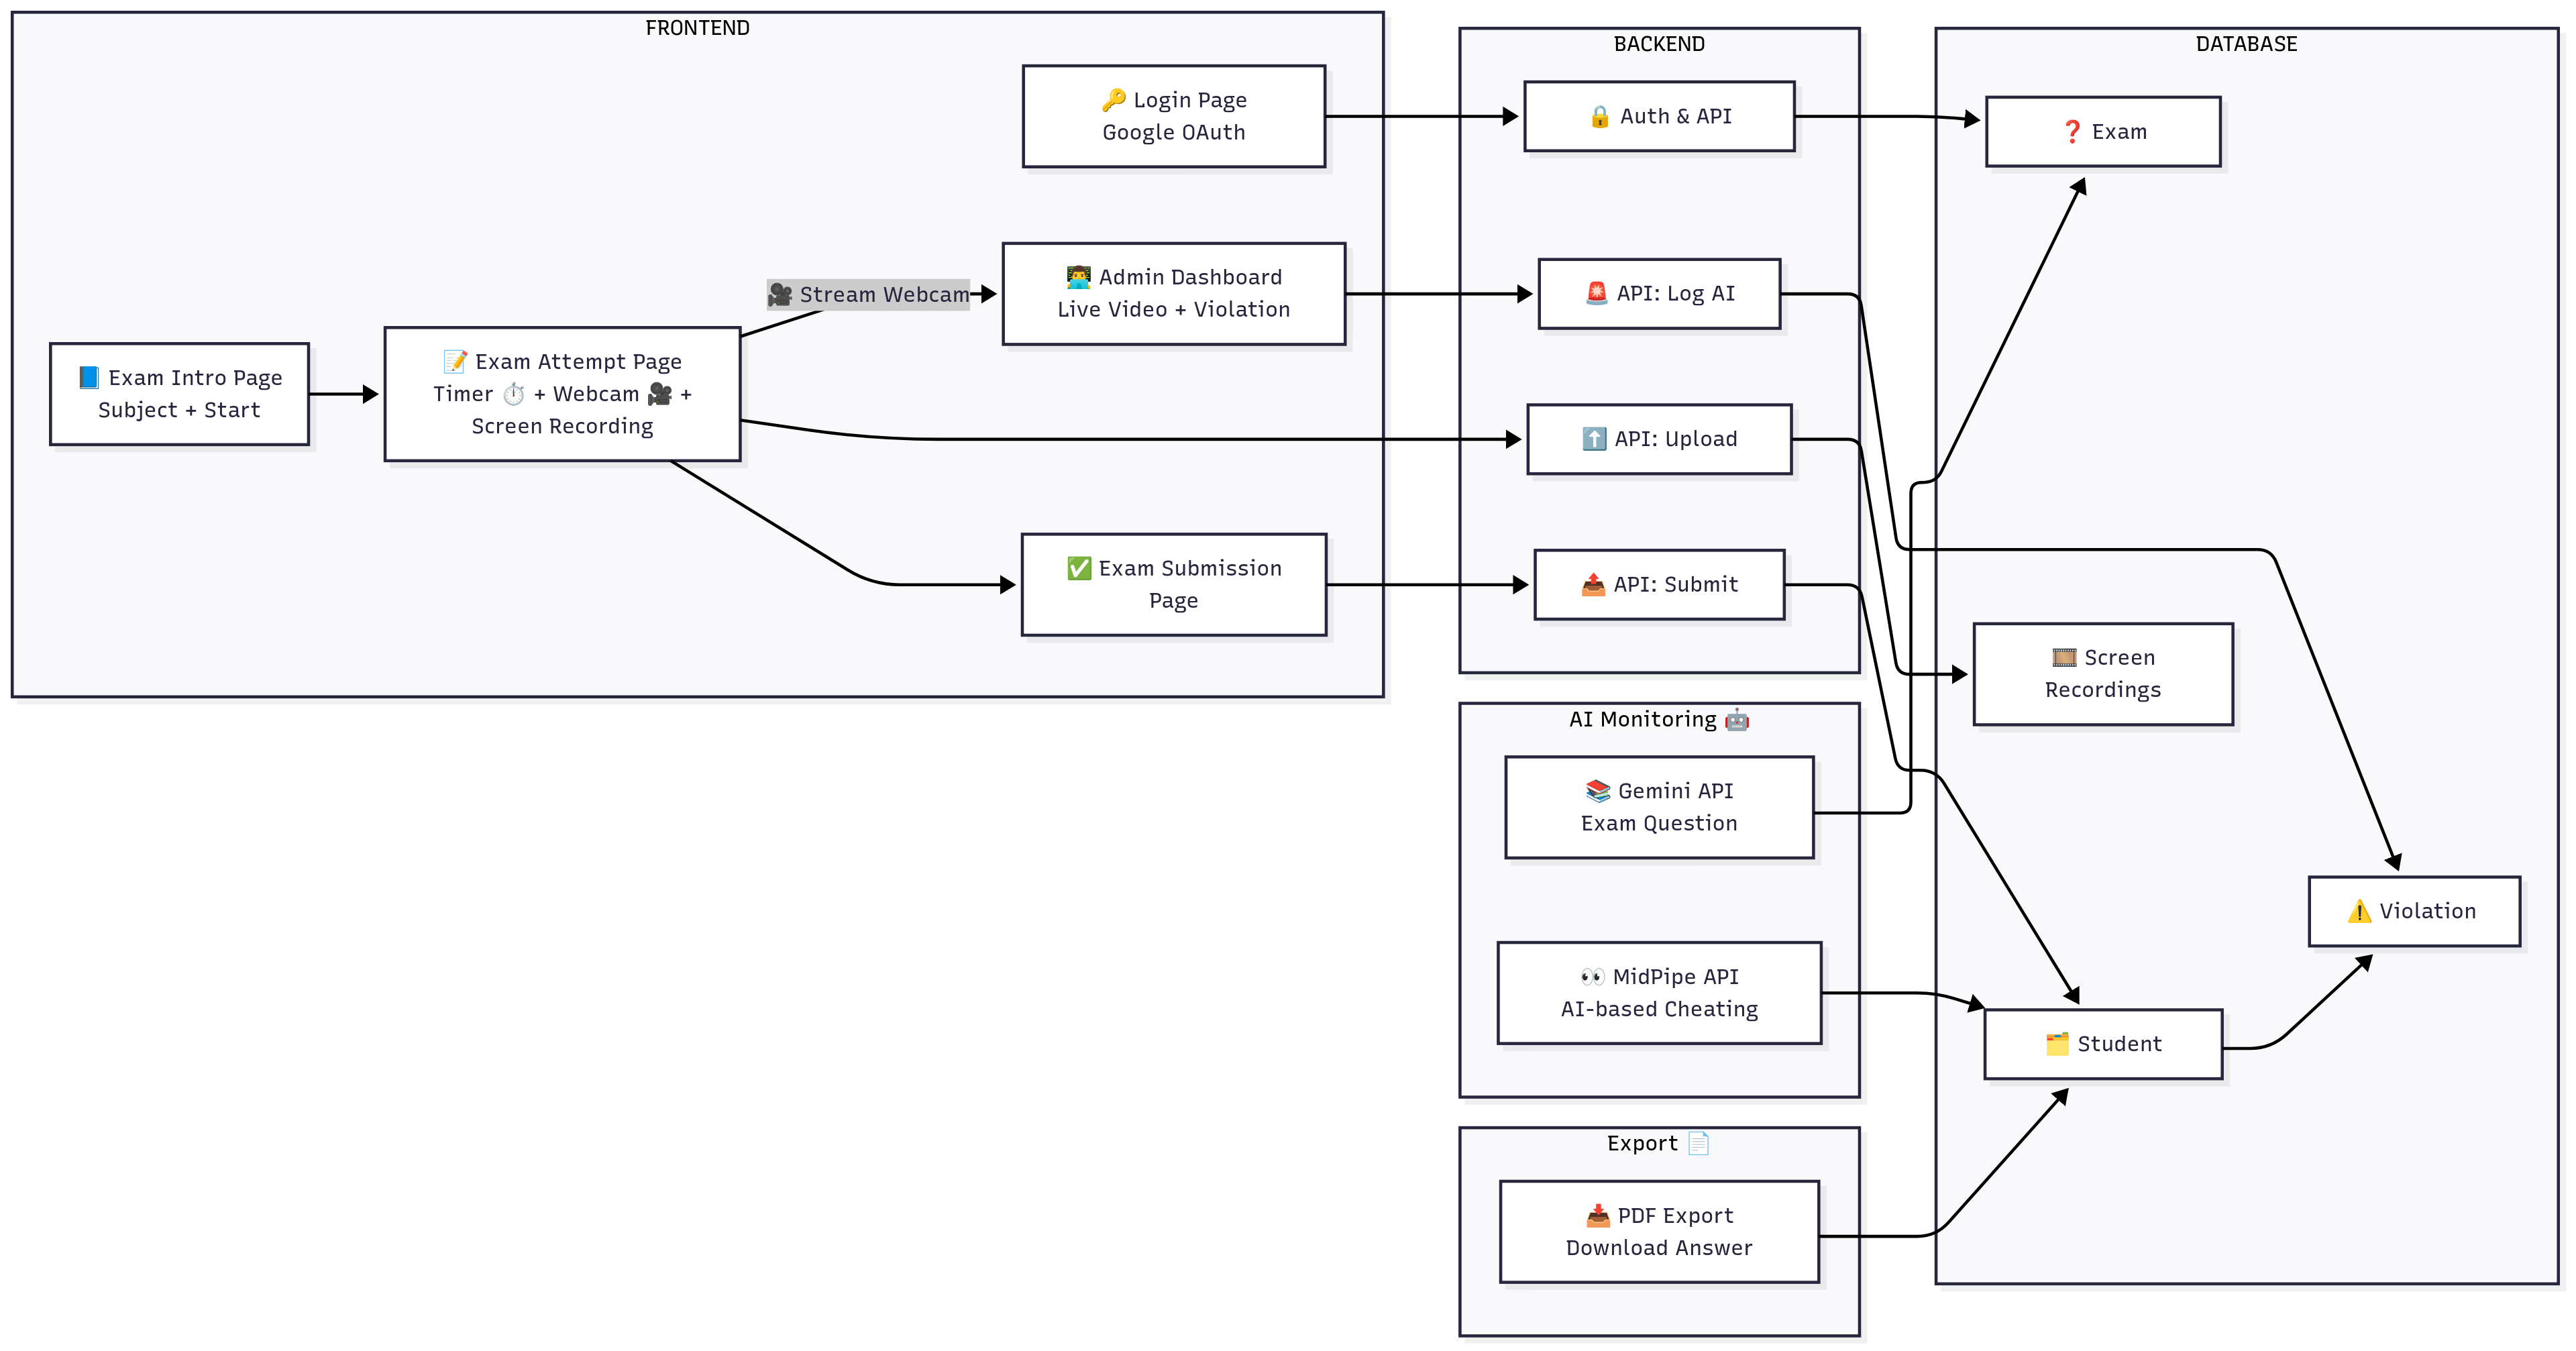 FRONTEND
🔑 Login Page
Google OAuth
🎥 Stream Webcam
👨‍💻 Admin Dashboard
Live Video + Violation
📘 Exam Intro Page
Subject + Start
📝 Exam Attempt Page
Timer ⏱️ + Webcam 🎥 +
Screen Recording
✅ Exam Submission
Page
BACKEND
🔒 Auth & API
🚨 API: Log AI
⬆️ API: Upload
📤 API: Submit
AI Monitoring 🤖
📚 Gemini API
Exam Question
👀 MidPipe API
AI-based Cheating
Export 📄
📥 PDF Export
Download Answer
DATABASE
❓ Exam
🎞️ Screen
Recordings
⚠️ Violation
🗂️ Student